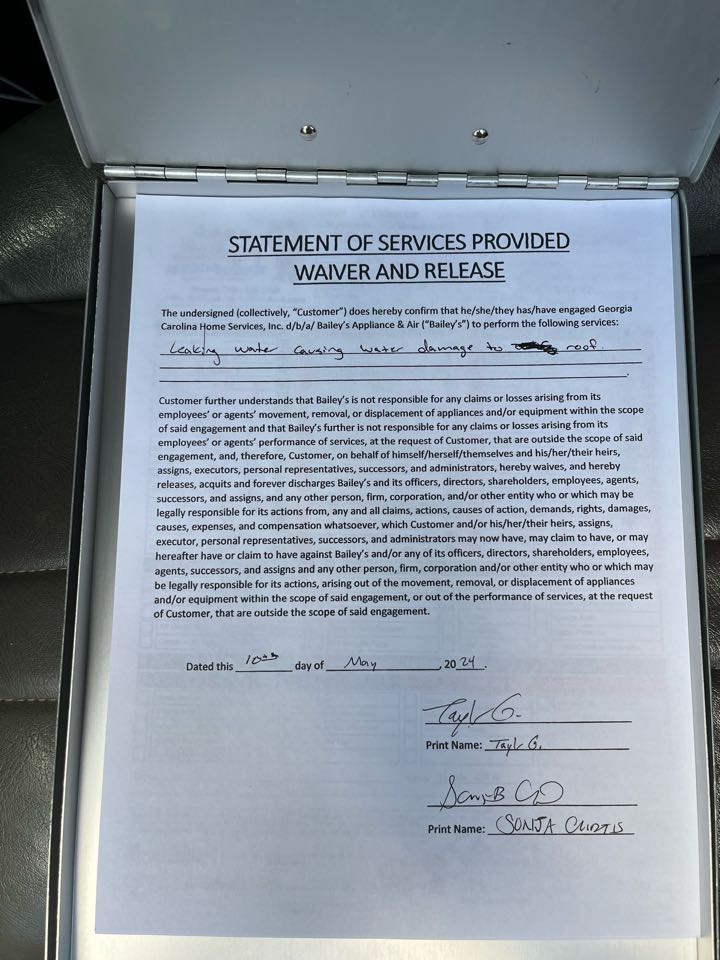 STATEMENT OF SERVICES PROVIDED
WAIVER AND RELEASE
The undersigned (collectively, "Customer") does hereby confirm that he/she/they has/have engaged Georgia
Carolina Home Services, Inc. d/b/a/ Bailey's Appliance & Air ("Bailey's") to perform the following services:
Leaking water causing water damage to roof.
Customer further understands that Bailey's is not responsible for any claims or losses arising from its
employees' or agents' movement, removal, or displacement of appliances and/or equipment within the scope
of said engagement and that Bailey's further is not responsible for any claims or losses arising from its
employees' or agents' performance of services, at the request of Customer, that are outside the scope of said
engagement, and, therefore, Customer, on behalf of himself/herself/themselves and his/her/their heirs,
assigns, executors, personal representatives, successors, and administrators, hereby waives, and hereby
releases, acquits and forever discharges Bailey's and its officers, directors, shareholders, employees, agents,
successors, and assigns, and any other person, firm, corporation, and/or other entity who or which may be
legally responsible for its actions from, any and all claims, actions, causes of action, demands, rights, damages,
causes, expenses, and compensation whatsoever, which Customer and/or his/her/their heirs, assigns,
executor, personal representatives, successors, and administrators may now have, may claim to have, or may
hereafter have or claim to have against Bailey's and/or any of its officers, directors, shareholders, employees,
agents, successors, and assigns and any other person, firm, corporation and/or other entity who or which may
be legally responsible for its actions, arising out of the movement, removal, or displacement of appliances
and/or equipment within the scope of said engagement, or out of the performance of services, at the request
of Customer, that are outside the scope of said engagement.
Dated this 10th day of May, 2024.
Tayl G.
Print Name: Tayl G.
Print Name: SONJA CURTIS